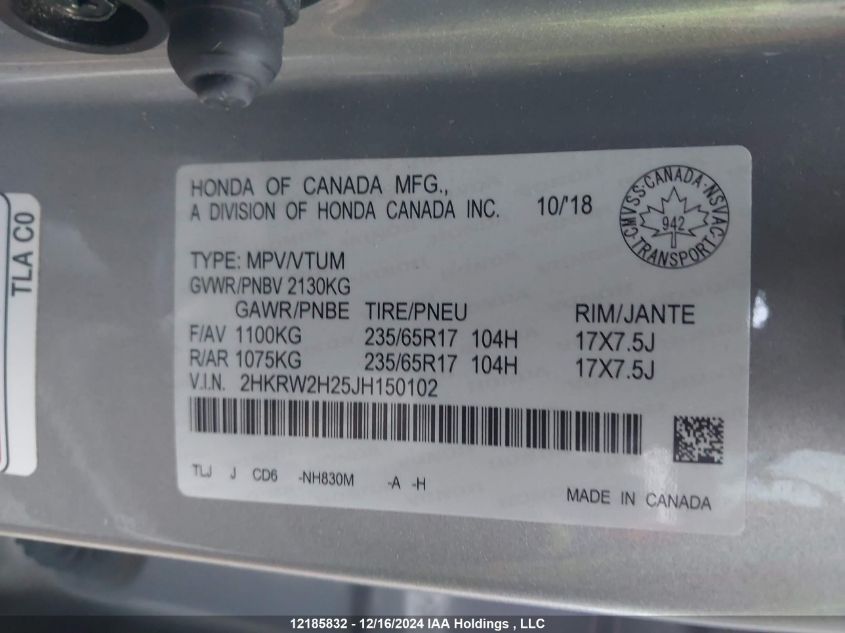 HONDA OF CANADA MFG.,
A DIVISION OF HONDA CANADA INC. 10/'18
CMVSS·CANADA·NSVAC
942
·TRANSPORT·
TYPE: MPV/VTUM
GVWR/PNBV 2130KG
GAWR/PNBE TIRE/PNEU RIM/JANTE
F/AV 1100KG 235/65R17 104H 17X7.5J
R/AR 1075KG 235/65R17 104H 17X7.5J
V.I.N. 2HKRW2H25JH150102
TLJ J CD6 -NH830M -A -H
MADE IN CANADA
TLA C0
12185832 - 12/16/2024 IAA Holdings , LLC